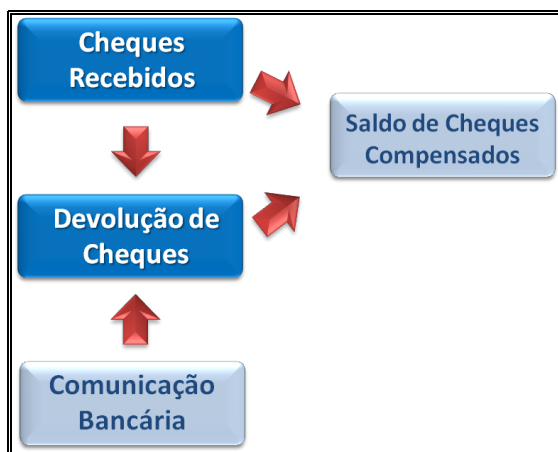 Cheques
Recebidos
Saldo de Cheques
Compensados
Devolução de
Cheques
Comunicação
Bancária